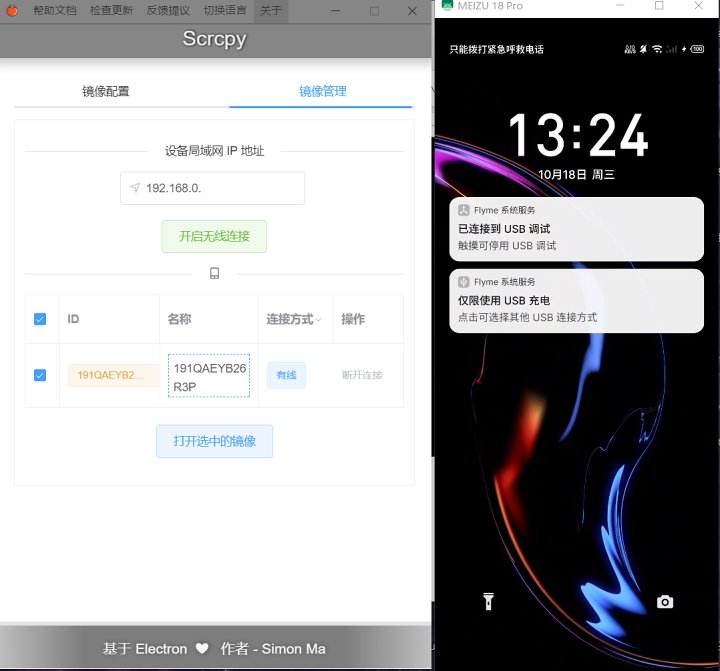 帮助文档 检查更新 反馈提议 切换语言 关于
Scrcpy
镜像配置 镜像管理
设备局域网 IP 地址
192.168.0.
开启无线连接
ID 名称 连接方式 操作
191QAEYB2... 191QAEYB26R3P 有线 断开连接
打开选中的镜像
基于 Electron 作者 - Simon Ma
MEIZU 18 Pro
只能拨打紧急呼救电话
100
13:24
10月18日 周三
Flyme 系统服务
已连接到 USB 调试
触摸可停用 USB 调试
Flyme 系统服务
仅限使用 USB 充电
点击可选择其他 USB 连接方式